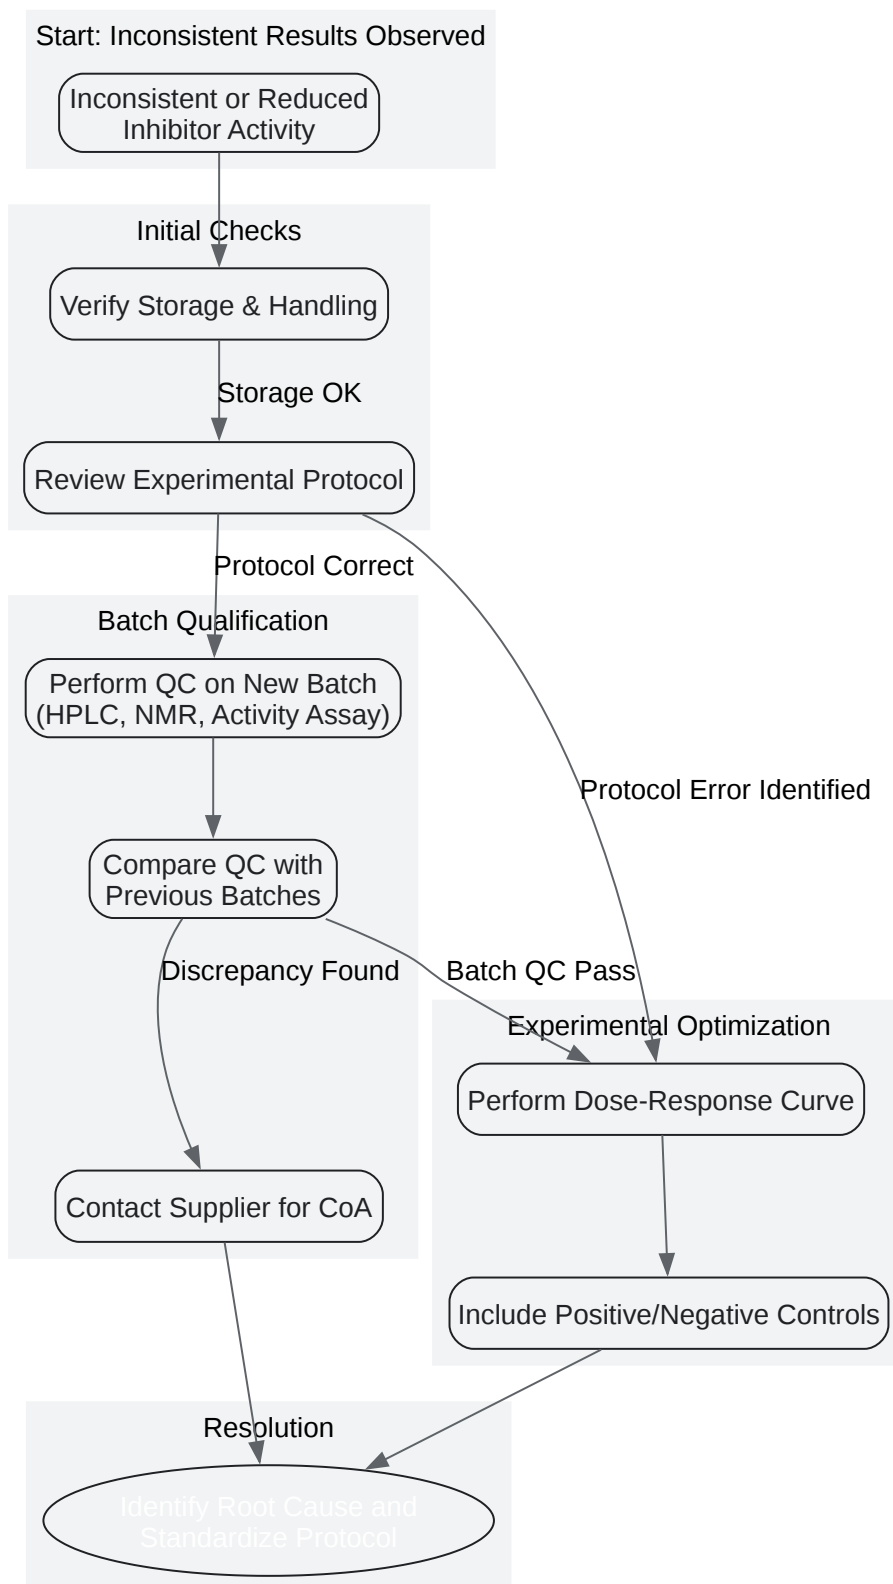 Start: Inconsistent Results Observed
Inconsistent or Reduced
Inhibitor Activity
Initial Checks
Verify Storage & Handling
Storage OK
Review Experimental Protocol
Protocol Correct
Batch Qualification
Perform QC on New Batch
(HPLC, NMR, Activity Assay)
Protocol Error Identified
Compare QC with
Previous Batches
Discrepancy Found
Batch QC Pass
Experimental Optimization
Perform Dose-Response Curve
Contact Supplier for CoA
Include Positive/Negative Controls
Resolution
Identify Root Cause and
Standardize Protocol